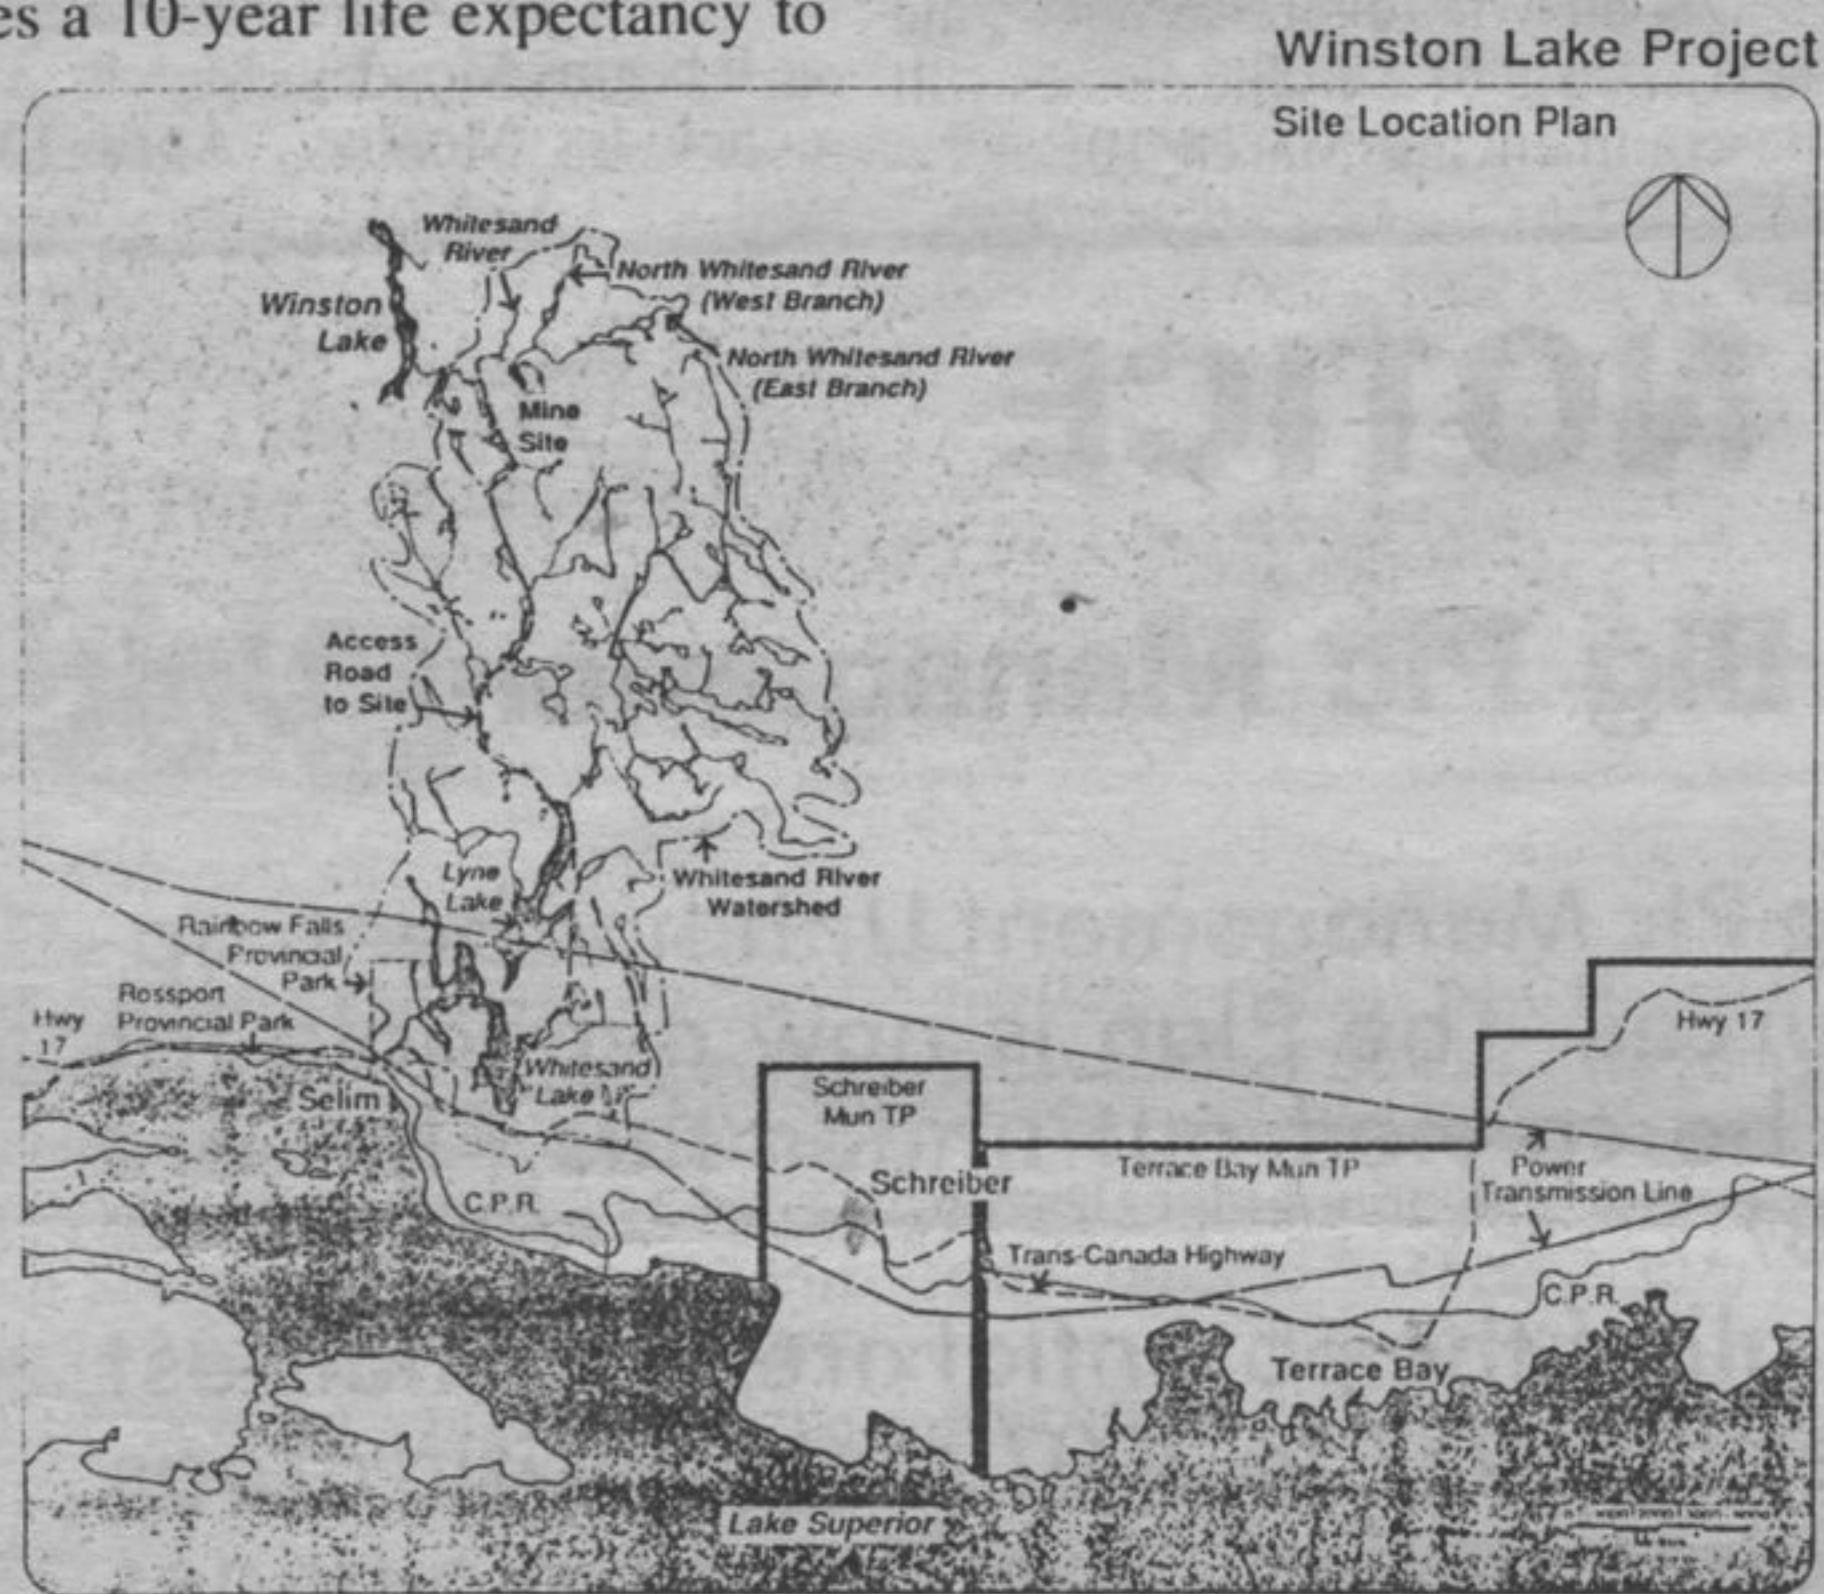 es a 10-year life expectancy to
Winston Lake Project
Site Location Plan
Whitesand
River
North Whitesand River
(West Branch)
Winston
Lake
North Whitesand River
(East Branch)
Mine
Site
Access
Road
to Site
Lyne
Lake
Whitesand River
Watershed
Rainbow Falls
Provincial
Park
Rossport
Provincial Park
Hwy
17
Hwy 17
Whitesand
Lake
Selim
Schreiber
Mun TP
Schreiber
Terrace Bay Mun TP
Power
Transmission Line
C.P.R.
Trans-Canada Highway
C.P.R.
Terrace Bay
Lake Superior